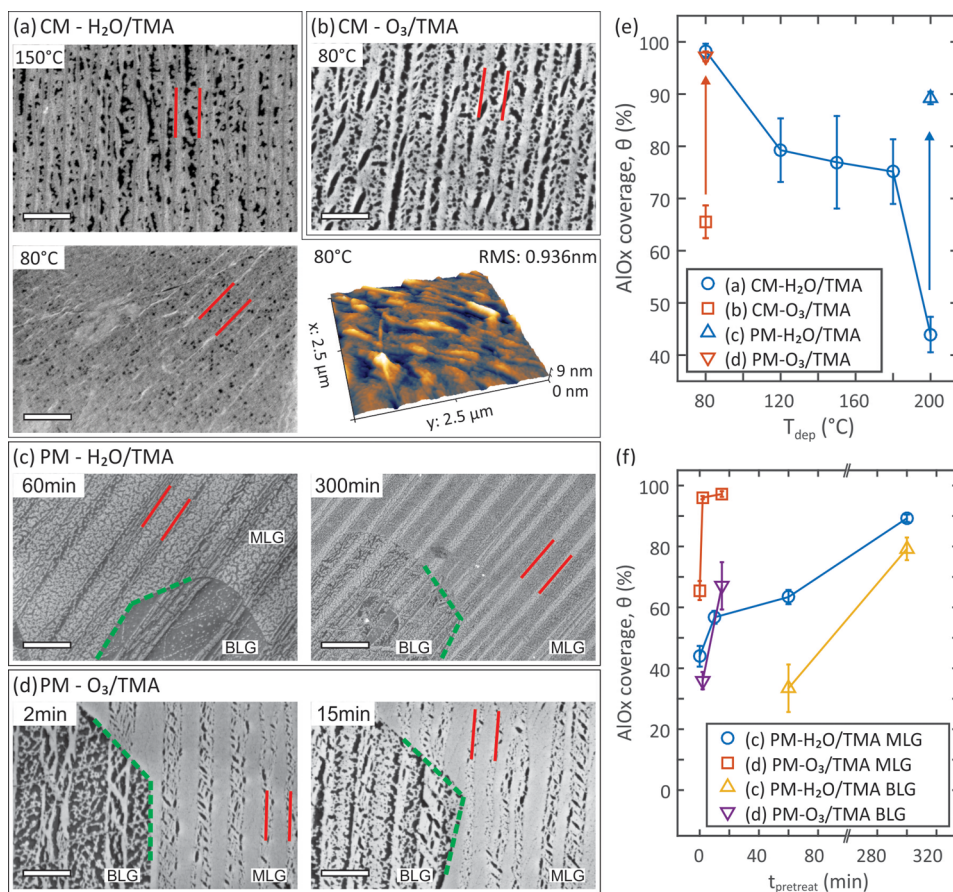 (a) CM - H₂O/TMA
150°C
80°C
(b) CM - O₃/TMA
80°C
80°C
RMS: 0.936nm
x: 2.5 µm
y: 2.5 µm
9 nm
0 nm
(c) PM - H₂O/TMA
60min
MLG
BLG
300min
BLG
MLG
(d) PM - O₃/TMA
2min
BLG
MLG
15min
BLG
MLG
(e)
AlOx coverage, θ (%)
100
90
80
70
60
50
40
(a) CM-H₂O/TMA
(b) CM-O₃/TMA
(c) PM-H₂O/TMA
(d) PM-O₃/TMA
80 120 160 200
T_dep (°C)
(f)
AlOx coverage, θ (%)
100
80
60
40
20
0
(c) PM-H₂O/TMA MLG
(d) PM-O₃/TMA MLG
(c) PM-H₂O/TMA BLG
(d) PM-O₃/TMA BLG
0 20 40 60 80 280 320
t_pretreat (min)